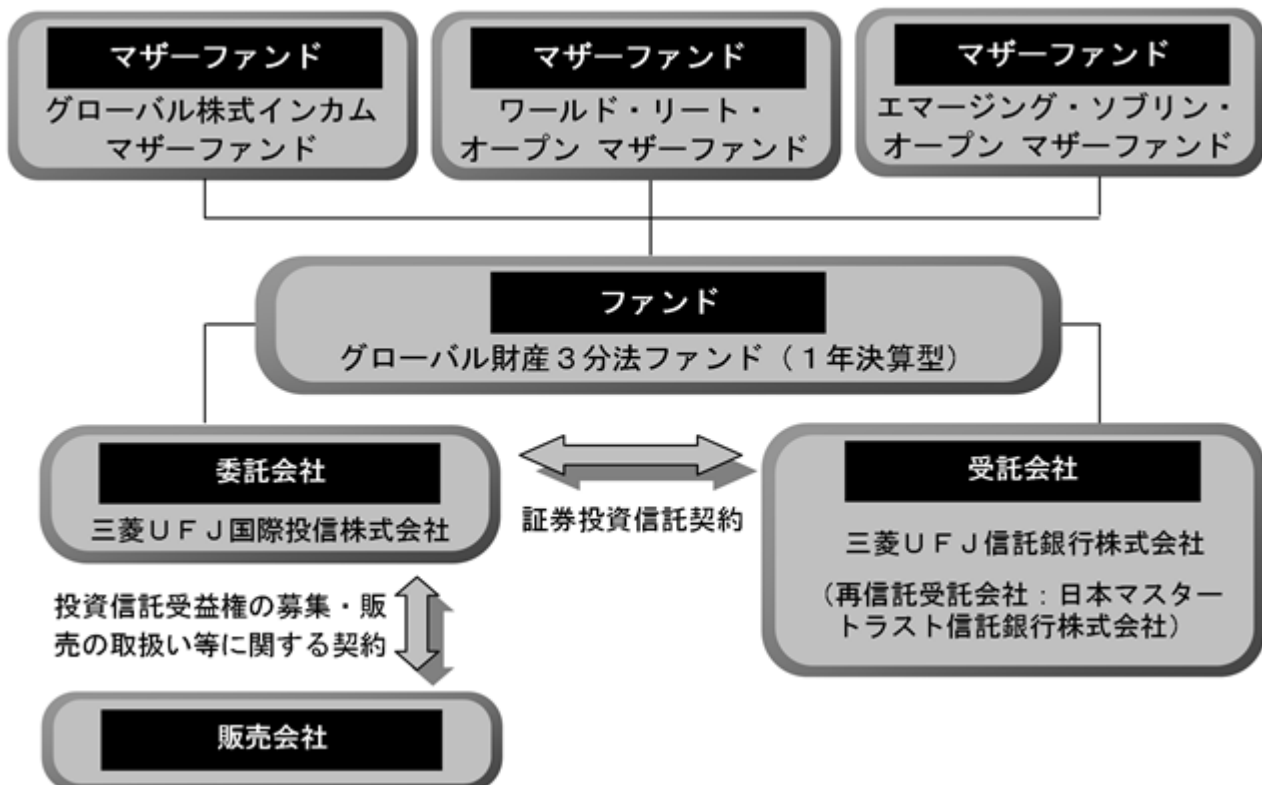 マザーファンド
グローバル株式インカム
マザーファンド
マザーファンド
ワールド・リート・
オープン マザーファンド
マザーファンド
エマージング・ソブリン・
オープン マザーファンド
ファンド
グローバル財産３分法ファンド（１年決算型）
委託会社
三菱ＵＦＪ国際投信株式会社
証券投資信託契約
受託会社
三菱ＵＦＪ信託銀行株式会社
（再信託受託会社：日本マスター
トラスト信託銀行株式会社）
投資信託受益権の募集・販
売の取扱い等に関する契約
販売会社